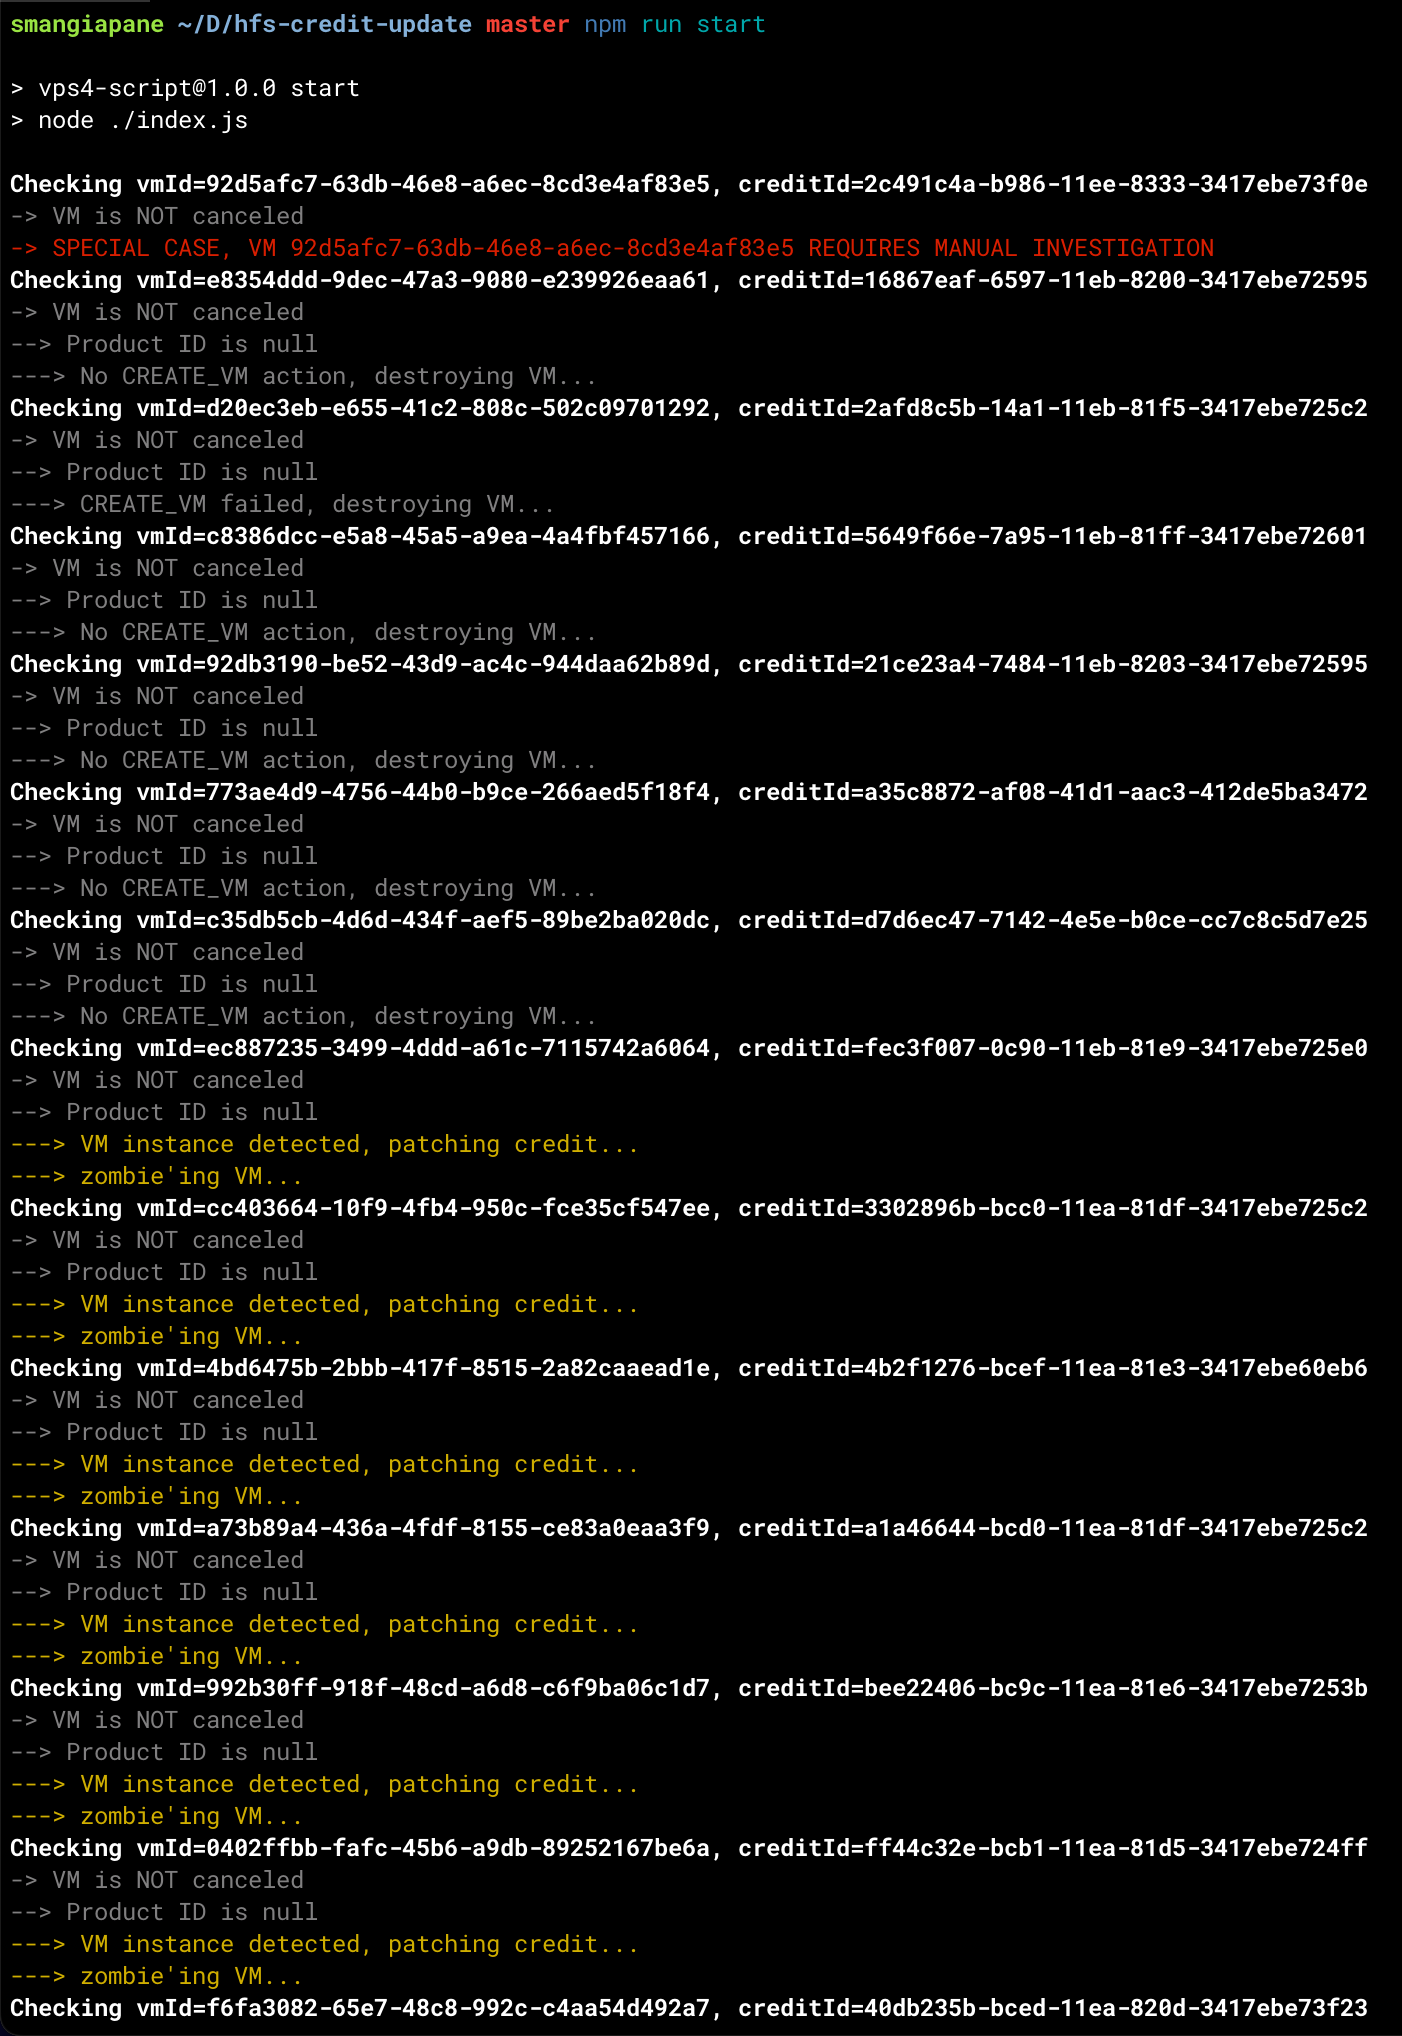 smangiapane ~/D/hfs-credit-update master npm run start
> vps4-script@1.0.0 start
> node ./index.js
Checking vmId=92d5afc7-63db-46e8-a6ec-8cd3e4af83e5, creditId=2c491c4a-b986-11ee-8333-3417ebe73f0e
-> VM is NOT canceled
-> SPECIAL CASE, VM 92d5afc7-63db-46e8-a6ec-8cd3e4af83e5 REQUIRES MANUAL INVESTIGATION
Checking vmId=e8354ddd-9dec-47a3-9080-e239926eaa61, creditId=16867eaf-6597-11eb-8200-3417ebe72595
-> VM is NOT canceled
--> Product ID is null
---> No CREATE_VM action, destroying VM...
Checking vmId=d20ec3eb-e655-41c2-808c-502c09701292, creditId=2afd8c5b-14a1-11eb-81f5-3417ebe725c2
-> VM is NOT canceled
--> Product ID is null
---> CREATE_VM failed, destroying VM...
Checking vmId=c8386dcc-e5a8-45a5-a9ea-4a4fbf457166, creditId=5649f66e-7a95-11eb-81ff-3417ebe72601
-> VM is NOT canceled
--> Product ID is null
---> No CREATE_VM action, destroying VM...
Checking vmId=92db3190-be52-43d9-ac4c-944daa62b89d, creditId=21ce23a4-7484-11eb-8203-3417ebe72595
-> VM is NOT canceled
--> Product ID is null
---> No CREATE_VM action, destroying VM...
Checking vmId=773ae4d9-4756-44b0-b9ce-266aed5f18f4, creditId=a35c8872-af08-41d1-aac3-412de5ba3472
-> VM is NOT canceled
--> Product ID is null
---> No CREATE_VM action, destroying VM...
Checking vmId=c35db5cb-4d6d-434f-aef5-89be2ba020dc, creditId=d7d6ec47-7142-4e5e-b0ce-cc7c8c5d7e25
-> VM is NOT canceled
--> Product ID is null
---> No CREATE_VM action, destroying VM...
Checking vmId=ec887235-3499-4ddd-a61c-7115742a6064, creditId=fec3f007-0c90-11eb-81e9-3417ebe725e0
-> VM is NOT canceled
--> Product ID is null
---> VM instance detected, patching credit...
---> zombie'ing VM...
Checking vmId=cc403664-10f9-4fb4-950c-fce35cf547ee, creditId=3302896b-bcc0-11ea-81df-3417ebe725c2
-> VM is NOT canceled
--> Product ID is null
---> VM instance detected, patching credit...
---> zombie'ing VM...
Checking vmId=4bd6475b-2bbb-417f-8515-2a82caaead1e, creditId=4b2f1276-bcef-11ea-81e3-3417ebe60eb6
-> VM is NOT canceled
--> Product ID is null
---> VM instance detected, patching credit...
---> zombie'ing VM...
Checking vmId=a73b89a4-436a-4fdf-8155-ce83a0eaa3f9, creditId=a1a46644-bcd0-11ea-81df-3417ebe725c2
-> VM is NOT canceled
--> Product ID is null
---> VM instance detected, patching credit...
---> zombie'ing VM...
Checking vmId=992b30ff-918f-48cd-a6d8-c6f9ba06c1d7, creditId=bee22406-bc9c-11ea-81e6-3417ebe7253b
-> VM is NOT canceled
--> Product ID is null
---> VM instance detected, patching credit...
---> zombie'ing VM...
Checking vmId=0402ffbb-fafc-45b6-a9db-89252167be6a, creditId=ff44c32e-bcb1-11ea-81d5-3417ebe724ff
-> VM is NOT canceled
--> Product ID is null
---> VM instance detected, patching credit...
---> zombie'ing VM...
Checking vmId=f6fa3082-65e7-48c8-992c-c4aa54d492a7, creditId=40db235b-bced-11ea-820d-3417ebe73f23